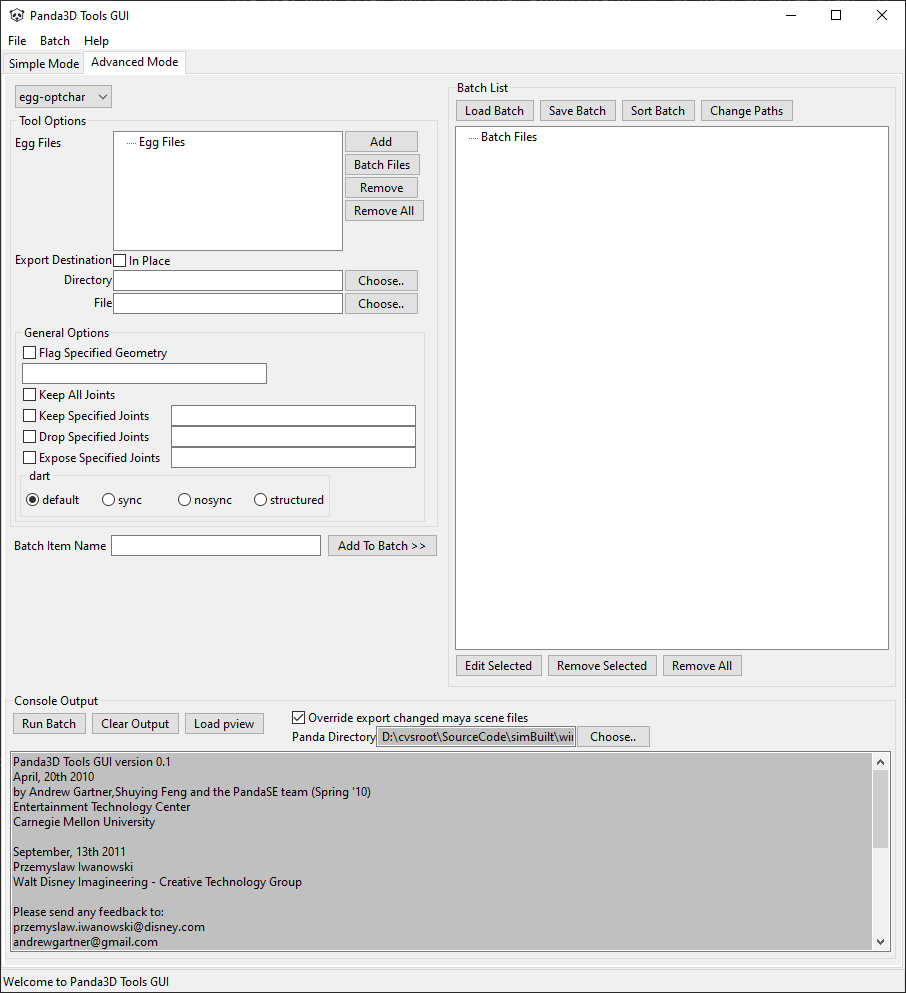 Panda3D Tools GUI
File Batch Help
Simple Mode Advanced Mode
egg-optchar
Tool Options
Egg Files
Egg Files
Add
Batch Files
Remove
Remove All
Export Destination In Place
Directory Choose..
File Choose..
General Options
Flag Specified Geometry
Keep All Joints
Keep Specified Joints
Drop Specified Joints
Expose Specified Joints
dart
default sync nosync structured
Batch Item Name Add To Batch >>
Batch List
Load Batch Save Batch Sort Batch Change Paths
Batch Files
Edit Selected Remove Selected Remove All
Console Output
Run Batch Clear Output Load pview
Override export changed maya scene files
Panda Directory D:\cvsroot\SourceCode\simBuilt\wi Choose..
Panda3D Tools GUI version 0.1
April, 20th 2010
by Andrew Gartner,Shuying Feng and the PandaSE team (Spring '10)
Entertainment Technology Center
Carnegie Mellon University
September, 13th 2011
Przemyslaw Iwanowski
Walt Disney Imagineering - Creative Technology Group
Please send any feedback to:
przemyslaw.iwanowski@disney.com
andrewgartner@gmail.com
Welcome to Panda3D Tools GUI